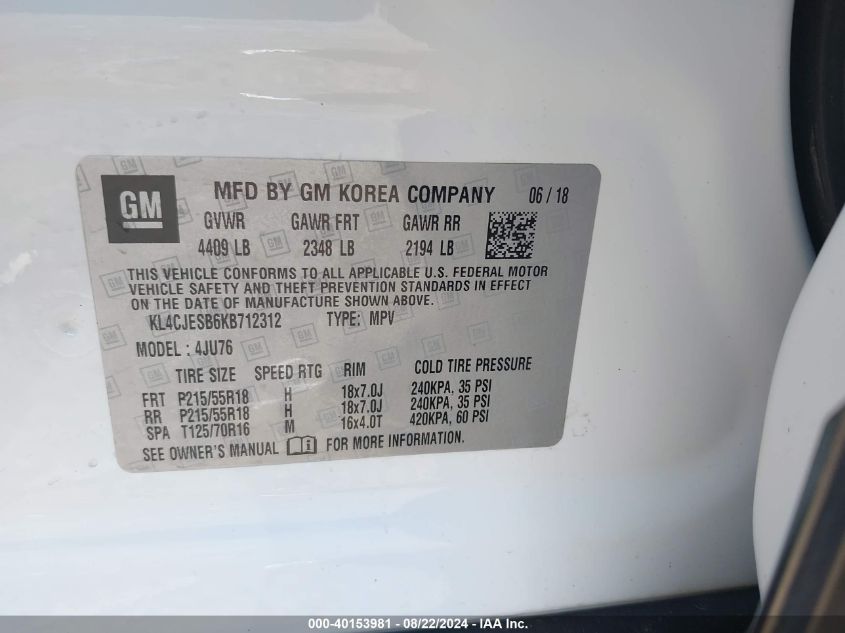 GM MFD BY GM KOREA COMPANY 06 / 18
GVWR GAWR FRT GAWR RR
4409 LB 2348 LB 2194 LB
THIS VEHICLE CONFORMS TO ALL APPLICABLE U.S. FEDERAL MOTOR
VEHICLE SAFETY AND THEFT PREVENTION STANDARDS IN EFFECT
ON THE DATE OF MANUFACTURE SHOWN ABOVE.
KL4CJESB6KB712312 TYPE: MPV
MODEL : 4JU76
TIRE SIZE SPEED RTG RIM COLD TIRE PRESSURE
FRT P215/55R18 H 18x7.0J 240KPA, 35 PSI
RR P215/55R18 H 18x7.0J 240KPA, 35 PSI
SPA T125/70R16 M 16x4.0T 420KPA, 60 PSI
SEE OWNER'S MANUAL FOR MORE INFORMATION.
000-40153981 - 08/22/2024 - IAA Inc.